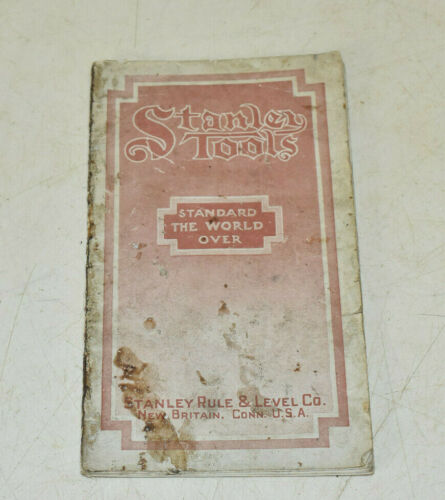 Stanley
Tools
STANDARD
THE WORLD
OVER
STANLEY RULE & LEVEL CO.
NEW BRITAIN. CONN. U.S.A.